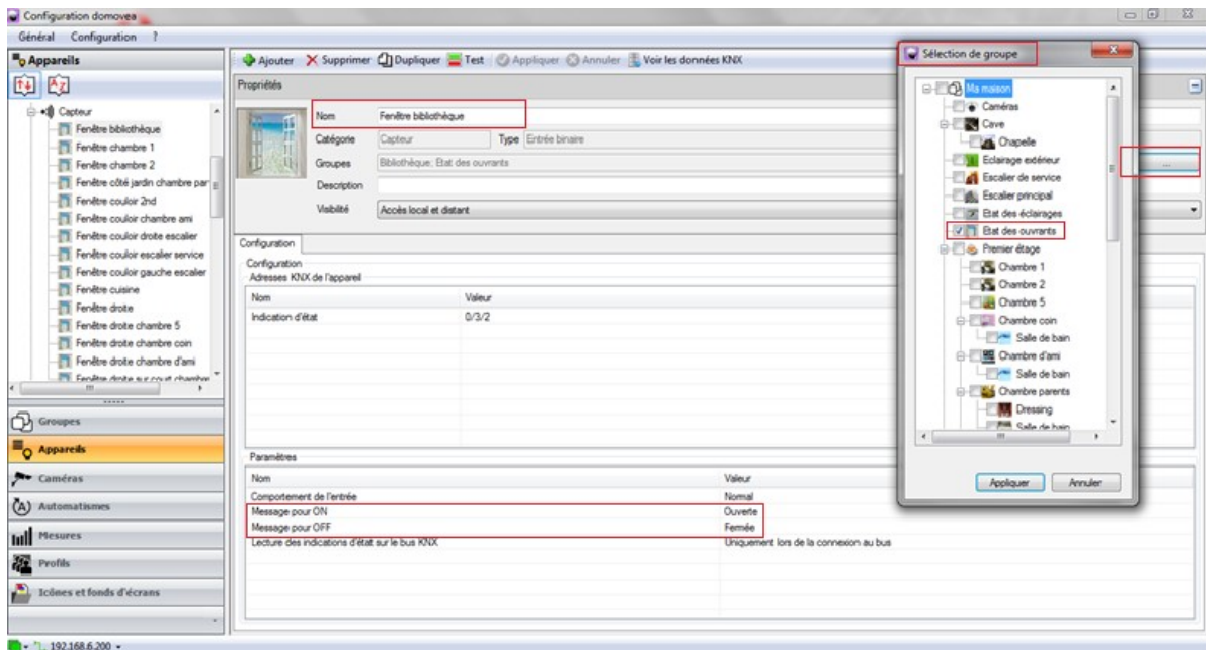 Configuration domovea
Général Configuration ?
Appareils
Capteur
Fenêtre bibliothèque
Fenêtre chambre 1
Fenêtre chambre 2
Fenêtre côté jardin chambre par
Fenêtre couloir 2nd
Fenêtre couloir chambre ami
Fenêtre couloir droite escalier
Fenêtre couloir escalier service
Fenêtre couloir gauche escalier
Fenêtre cuisine
Fenêtre droite
Fenêtre droite chambre 5
Fenêtre droite chambre coin
Fenêtre droite chambre d'ami
Fenêtre droite sur court chambre
Groupes
Appareils
Caméras
Automatismes
Mesures
Profils
Icônes et fonds d'écrans
192.168.6.200
Ajouter Supprimer Dupliquer Test Appliquer Annuler Voir les données KNX
Propriétés
Nom Fenêtre bibliothèque
Catégorie Capteur Type Entrée binaire
Groupes Bibliothèque; Etat des ouvrants
...
Description
Visibilité Accès local et distant
Configuration
Configuration
Adresses KNX de l'appareil
Nom Valeur
Indication d'état 0/3/2
Paramètres
Nom Valeur
Comportement de l'entrée Normal
Message pour ON Ouverte
Message pour OFF Fermée
Lecture des indications d'état sur le bus KNX Uniquement lors de la connexion au bus
Sélection de groupe
Ma maison
Caméras
Cave
Chapelle
Eclairage extérieur
Escalier de service
Escalier principal
Etat des éclairages
Etat des ouvrants
Premier étage
Chambre 1
Chambre 2
Chambre 5
Chambre coin
Salle de bain
Chambre d'ami
Salle de bain
Chambre parents
Dressing
Salle de bain
Appliquer Annuler